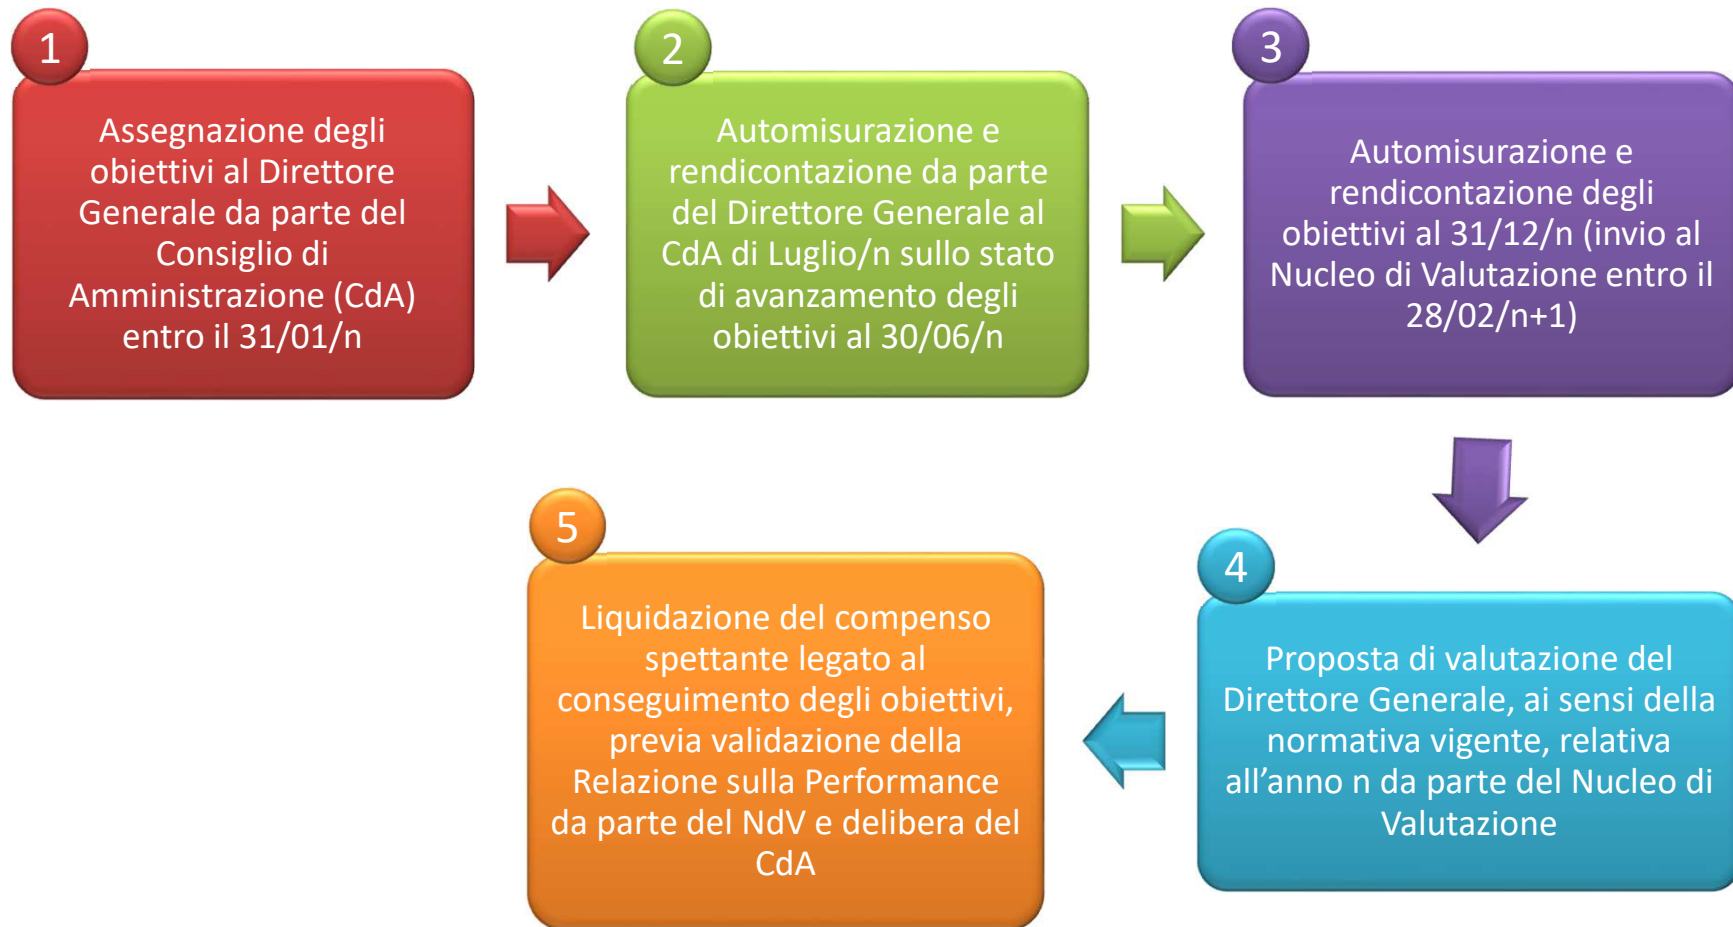 1
Assegnazione degli
obiettivi al Direttore
Generale da parte del
Consiglio di
Amministrazione (CdA)
entro il 31/01/n
2
Automisurazione e
rendicontazione da parte
del Direttore Generale al
CdA di Luglio/n sullo stato
di avanzamento degli
obiettivi al 30/06/n
3
Automisurazione e
rendicontazione degli
obiettivi al 31/12/n (invio al
Nucleo di Valutazione entro il
28/02/n+1)
4
Proposta di valutazione del
Direttore Generale, ai sensi della
normativa vigente, relativa
all’anno n da parte del Nucleo di
Valutazione
5
Liquidazione del compenso
spettante legato al
conseguimento degli obiettivi,
previa validazione della
Relazione sulla Performance
da parte del NdV e delibera del
CdA